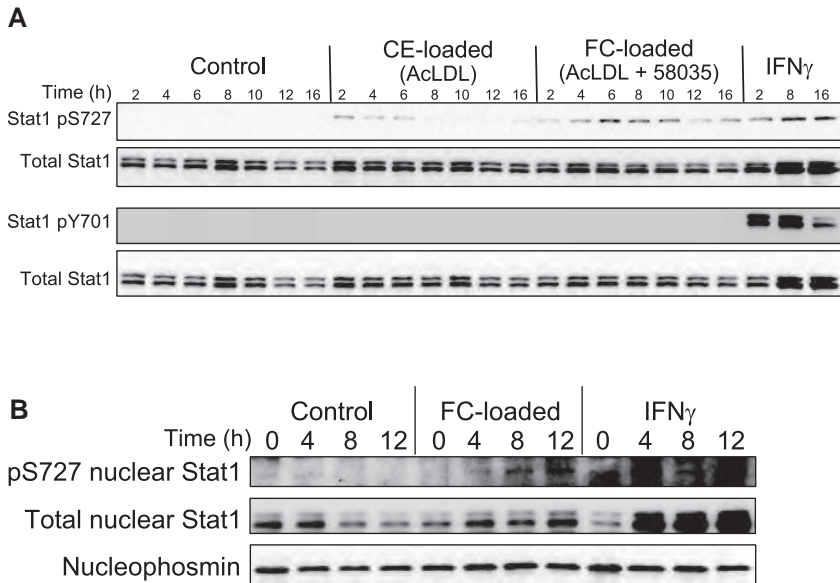 A
Control
CE-loaded
(AcLDL)
FC-loaded
(AcLDL + 58035)
IFNγ
Time (h) 2 4 6 8 10 12 16 2 4 6 8 10 12 16 2 4 6 8 10 12 16 2 8 16
Stat1 pS727
Total Stat1
Stat1 pY701
Total Stat1
B
Control FC-loaded IFNγ
Time (h) 0 4 8 12 0 4 8 12 0 4 8 12
pS727 nuclear Stat1
Total nuclear Stat1
Nucleophosmin